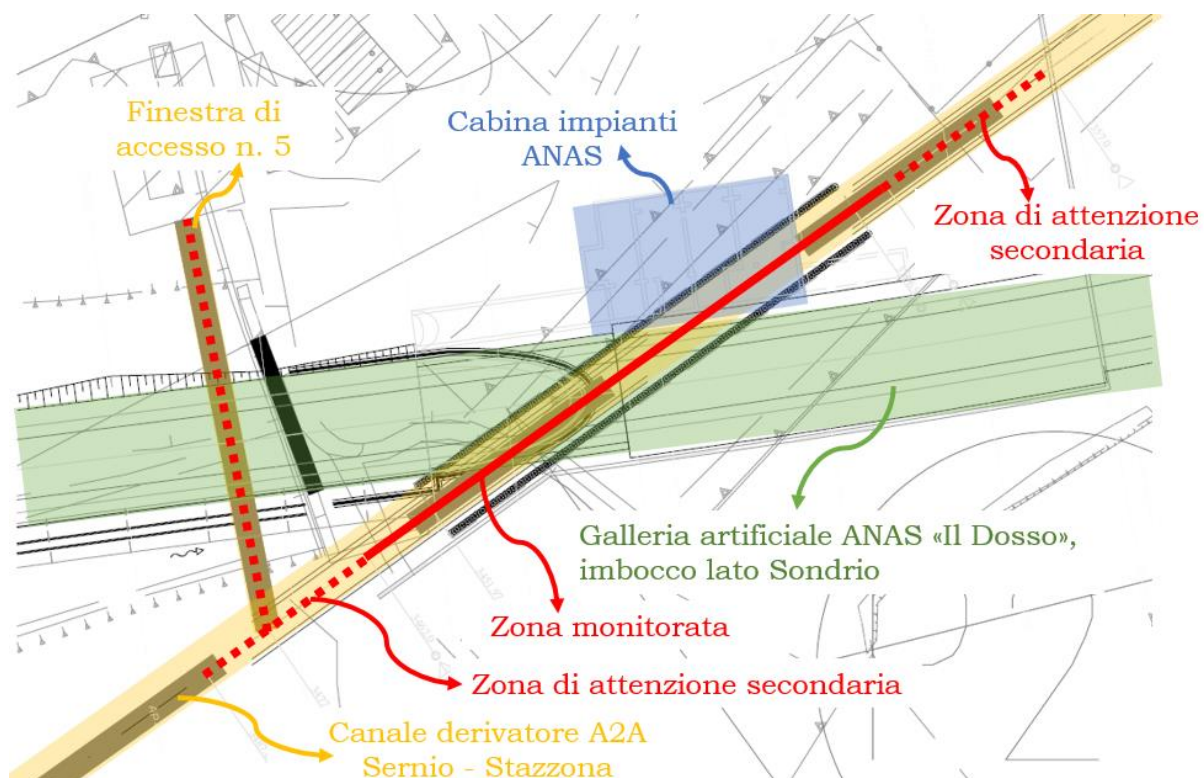 Finestra di
accesso n. 5
Cabina impianti
ANAS
Zona di attenzione
secondaria
Galleria artificiale ANAS «Il Dosso»,
imbocco lato Sondrio
Zona monitorata
Zona di attenzione secondaria
Canale derivatore A2A
Sernio - Stazzona